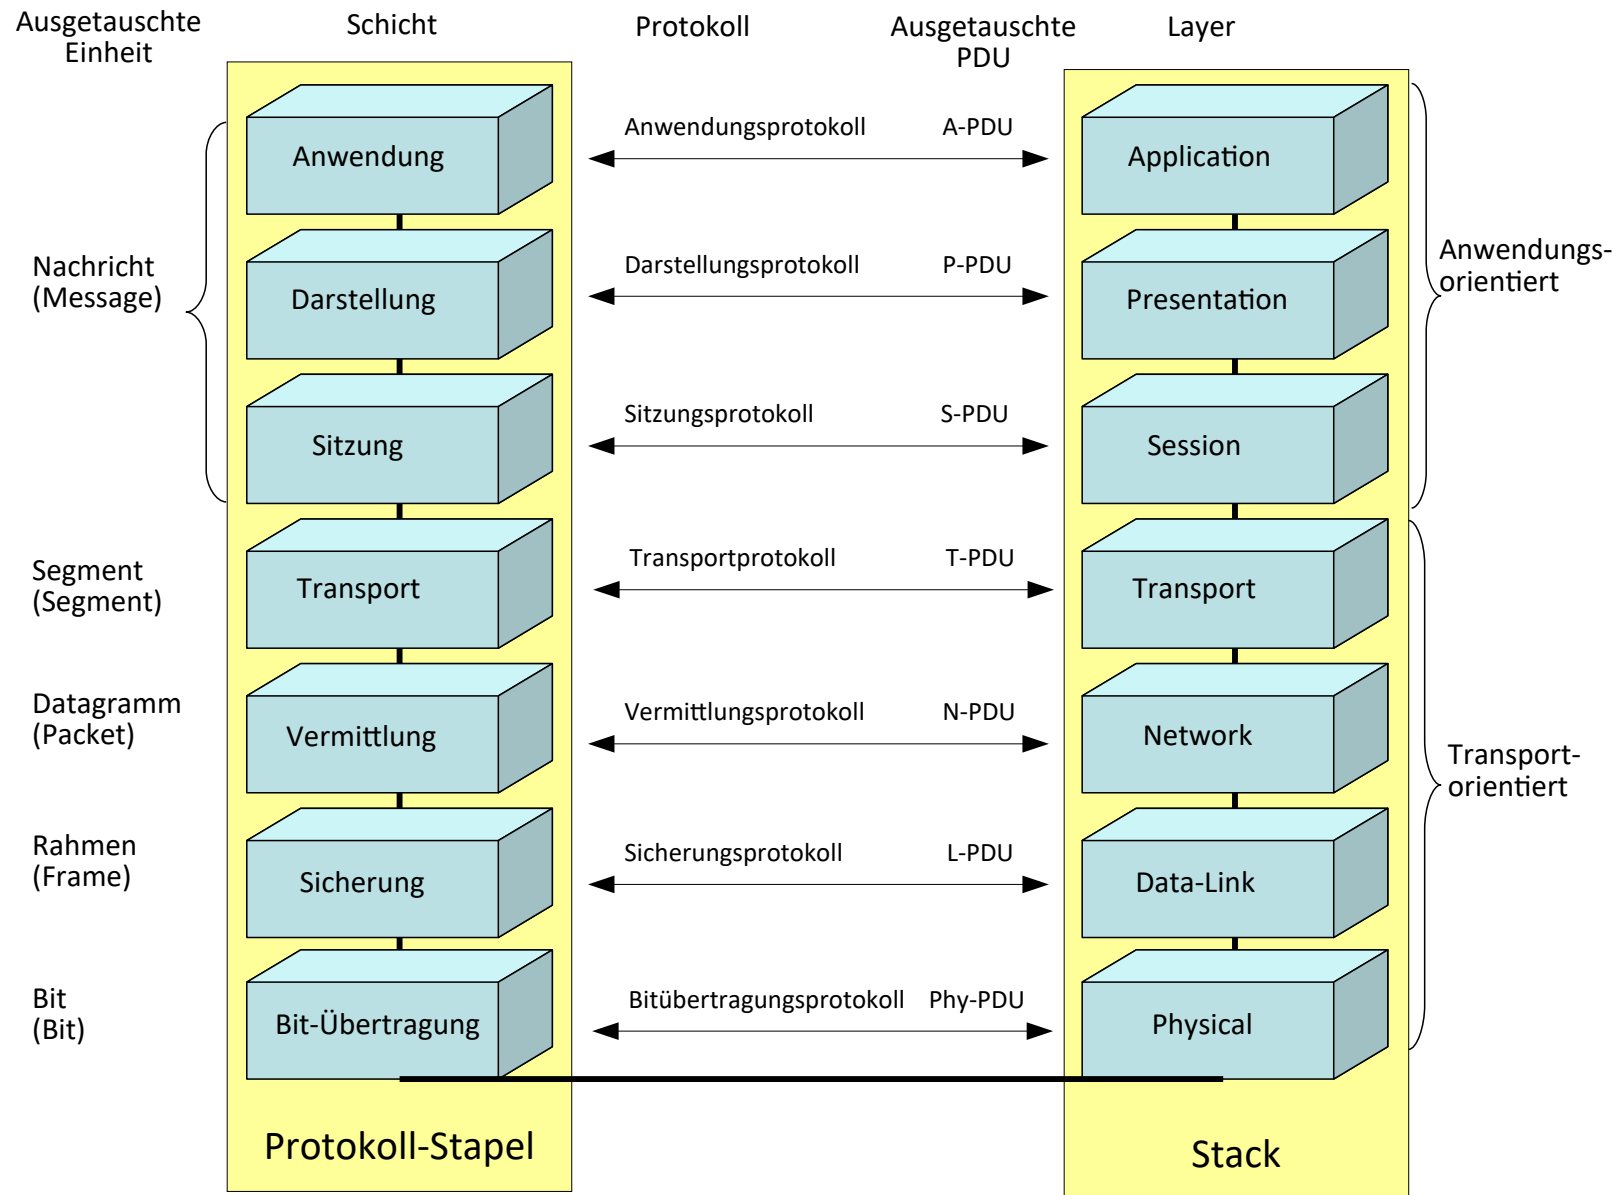 Ausgetauschte
Einheit
Schicht
Protokoll
Ausgetauschte
PDU
Layer
Anwendung
Anwendungsprotokoll
A-PDU
Application
Nachricht
(Message)
Darstellung
Darstellungsprotokoll
P-PDU
Presentation
Anwendungs-
orientiert
Sitzung
Sitzungsprotokoll
S-PDU
Session
Segment
(Segment)
Transport
Transportprotokoll
T-PDU
Transport
Datagramm
(Packet)
Vermittlung
Vermittlungsprotokoll
N-PDU
Network
Transport-
orientiert
Rahmen
(Frame)
Sicherung
Sicherungsprotokoll
L-PDU
Data-Link
Bit
(Bit)
Bit-Übertragung
Bitübertragungsprotokoll
Phy-PDU
Physical
Protokoll-Stapel
Stack